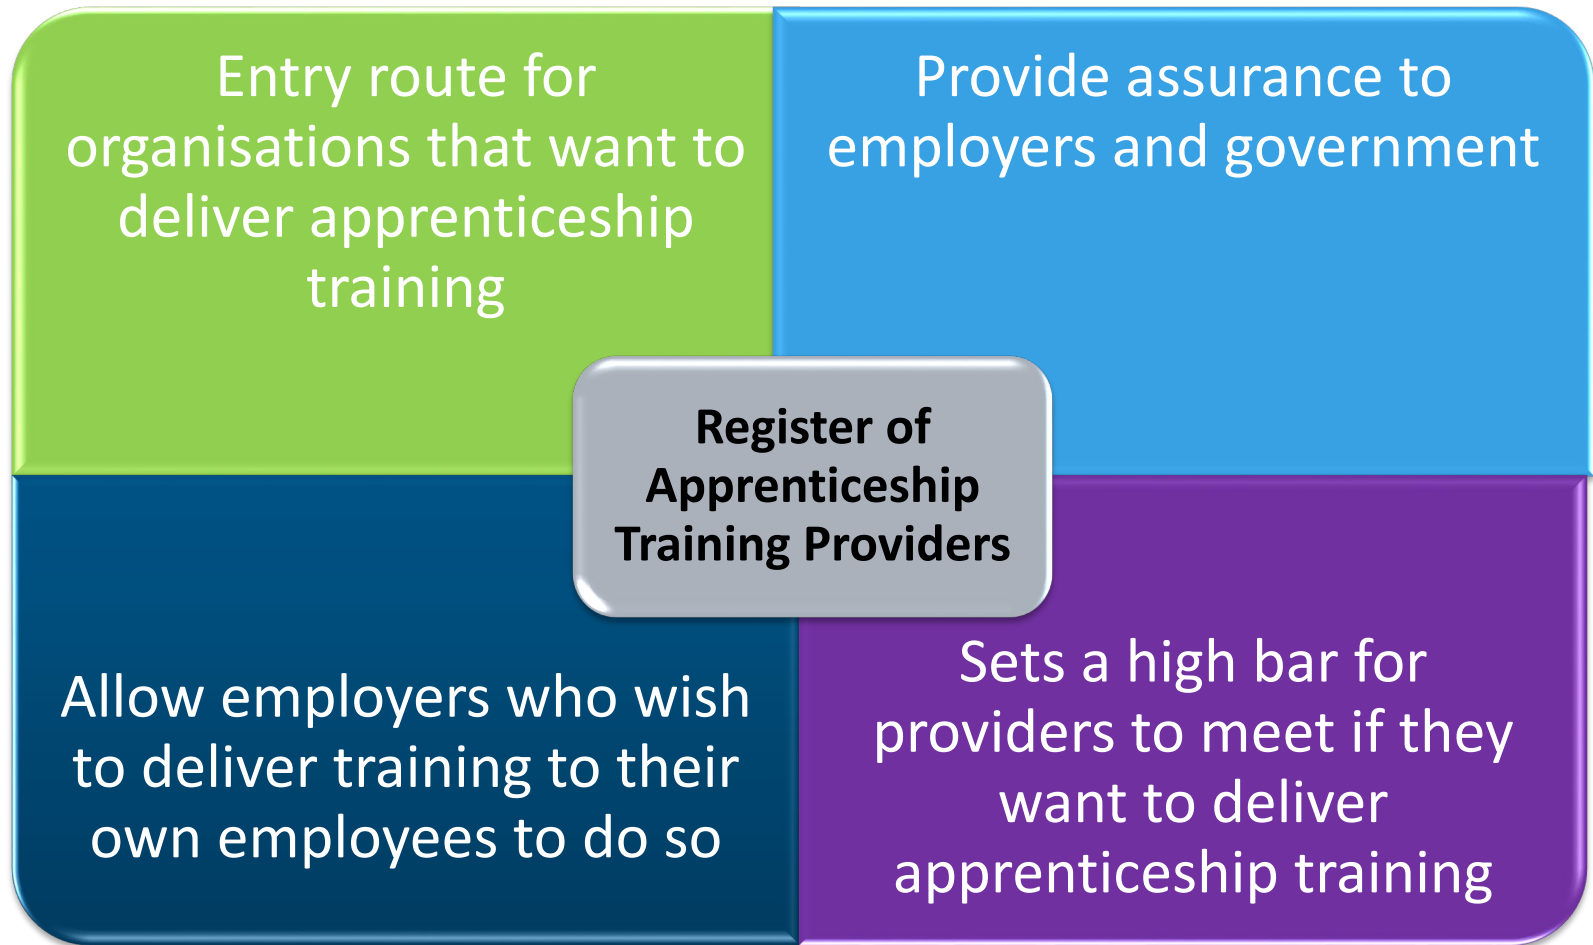 Entry route for
organisations that want to
deliver apprenticeship
training
Provide assurance to
employers and government
Register of
Apprenticeship
Training Providers
Allow employers who wish
to deliver training to their
own employees to do so
Sets a high bar for
providers to meet if they
want to deliver
apprenticeship training